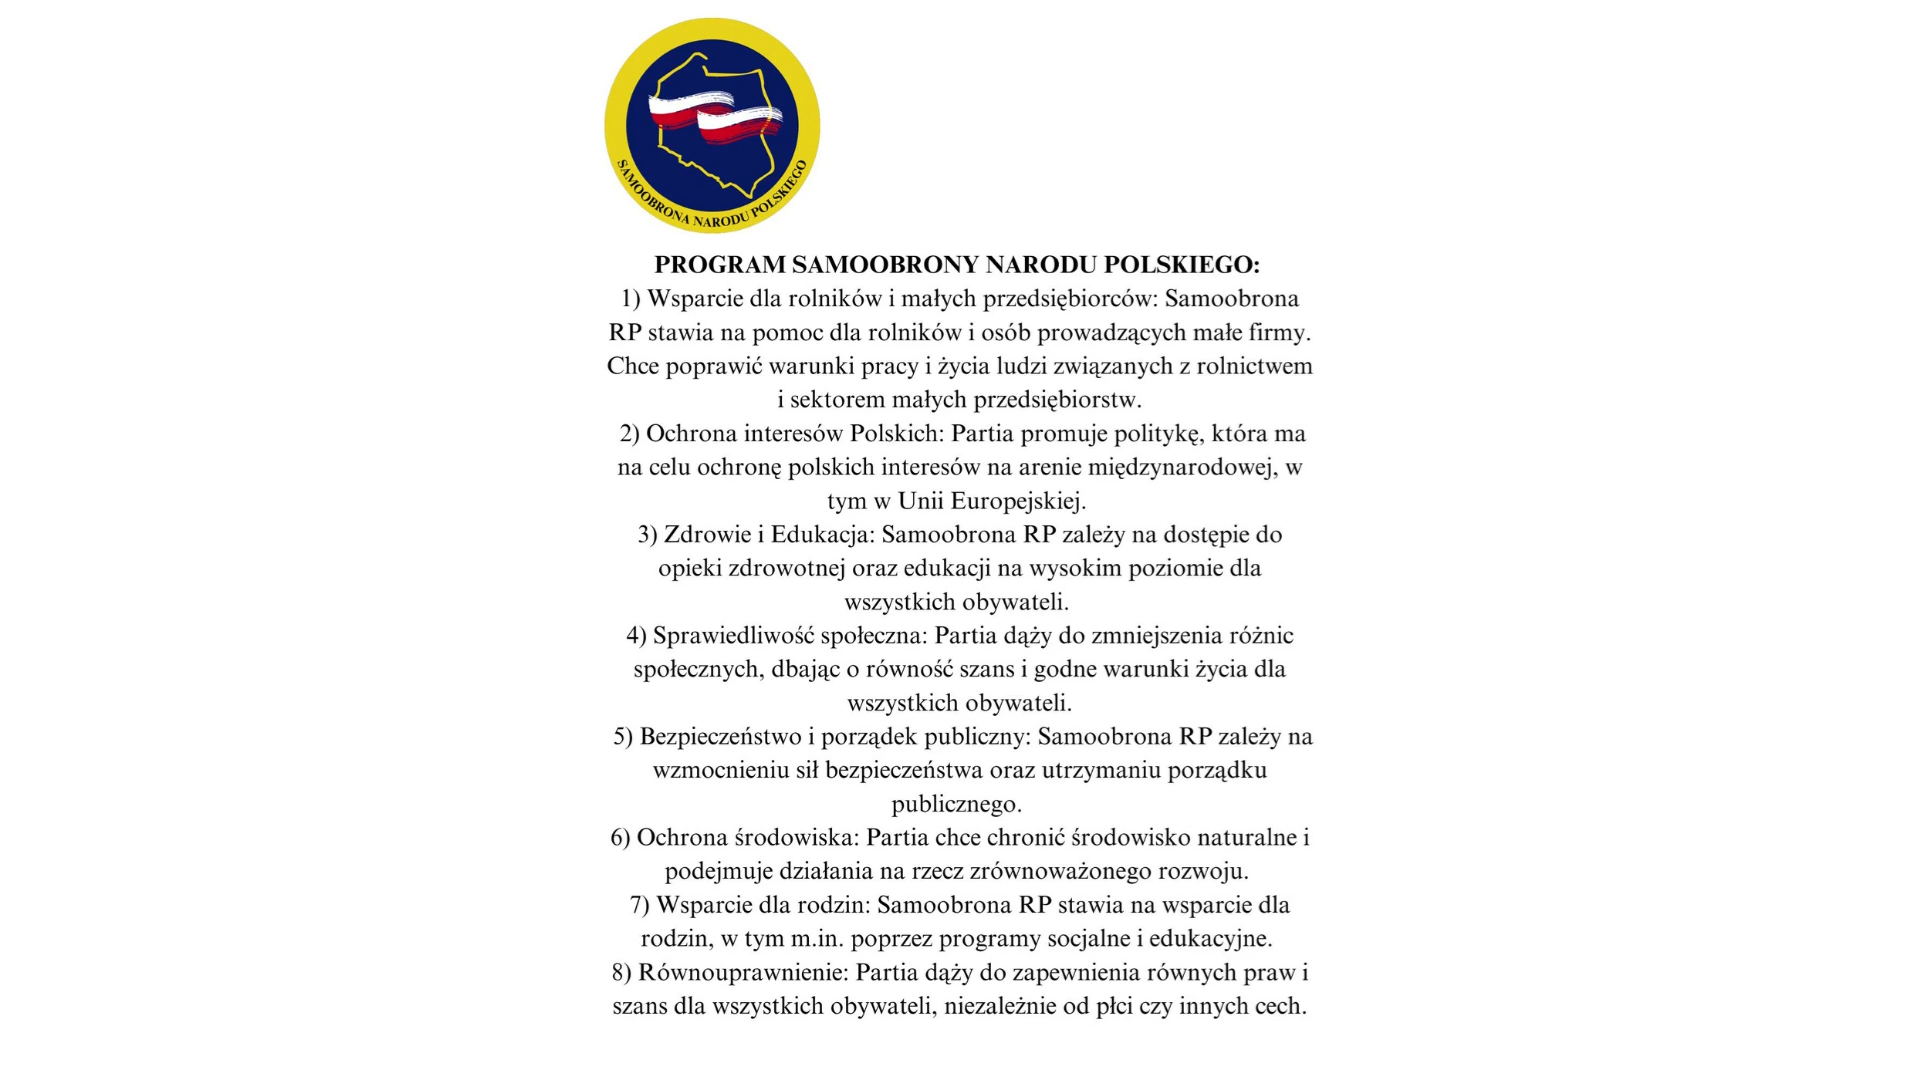 SAMOOBRONA NARODU POLSKIEGO
PROGRAM SAMOOBRONY NARODU POLSKIEGO:
1) Wsparcie dla rolników i małych przedsiębiorców: Samoobrona
RP stawia na pomoc dla rolników i osób prowadzących małe firmy.
Chce poprawić warunki pracy i życia ludzi związanych z rolnictwem
i sektorem małych przedsiębiorstw.
2) Ochrona interesów Polskich: Partia promuje politykę, która ma
na celu ochronę polskich interesów na arenie międzynarodowej, w
tym w Unii Europejskiej.
3) Zdrowie i Edukacja: Samoobrona RP zależy na dostępie do
opieki zdrowotnej oraz edukacji na wysokim poziomie dla
wszystkich obywateli.
4) Sprawiedliwość społeczna: Partia dąży do zmniejszenia różnic
społecznych, dbając o równość szans i godne warunki życia dla
wszystkich obywateli.
5) Bezpieczeństwo i porządek publiczny: Samoobrona RP zależy na
wzmocnieniu sił bezpieczeństwa oraz utrzymaniu porządku
publicznego.
6) Ochrona środowiska: Partia chce chronić środowisko naturalne i
podejmuje działania na rzecz zrównoważonego rozwoju.
7) Wsparcie dla rodzin: Samoobrona RP stawia na wsparcie dla
rodzin, w tym m.in. poprzez programy socjalne i edukacyjne.
8) Równouprawnienie: Partia dąży do zapewnienia równych praw i
szans dla wszystkich obywateli, niezależnie od płci czy innych cech.